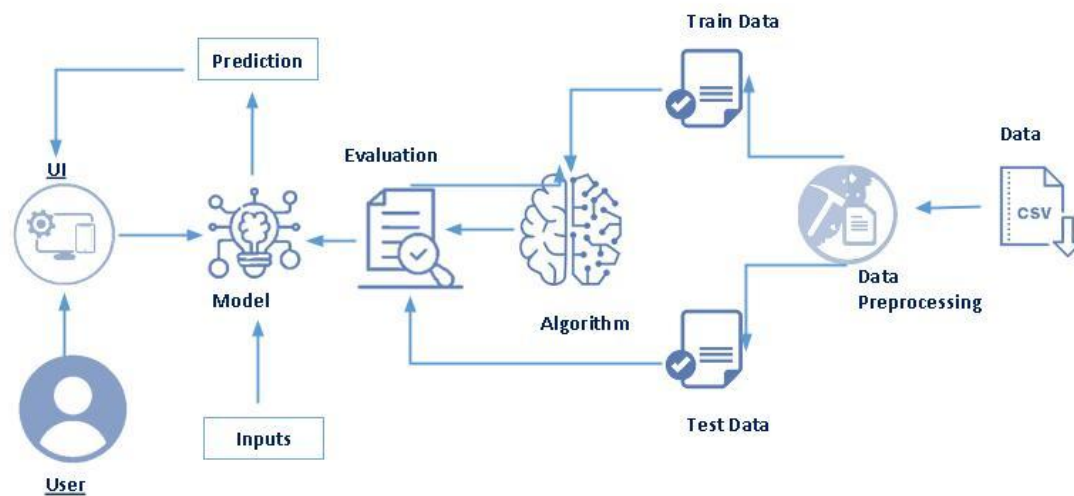 Train Data
Prediction
Data
Evaluation
UI
CSV
Model
Data
Preprocessing
Algorithm
Inputs
Test Data
User